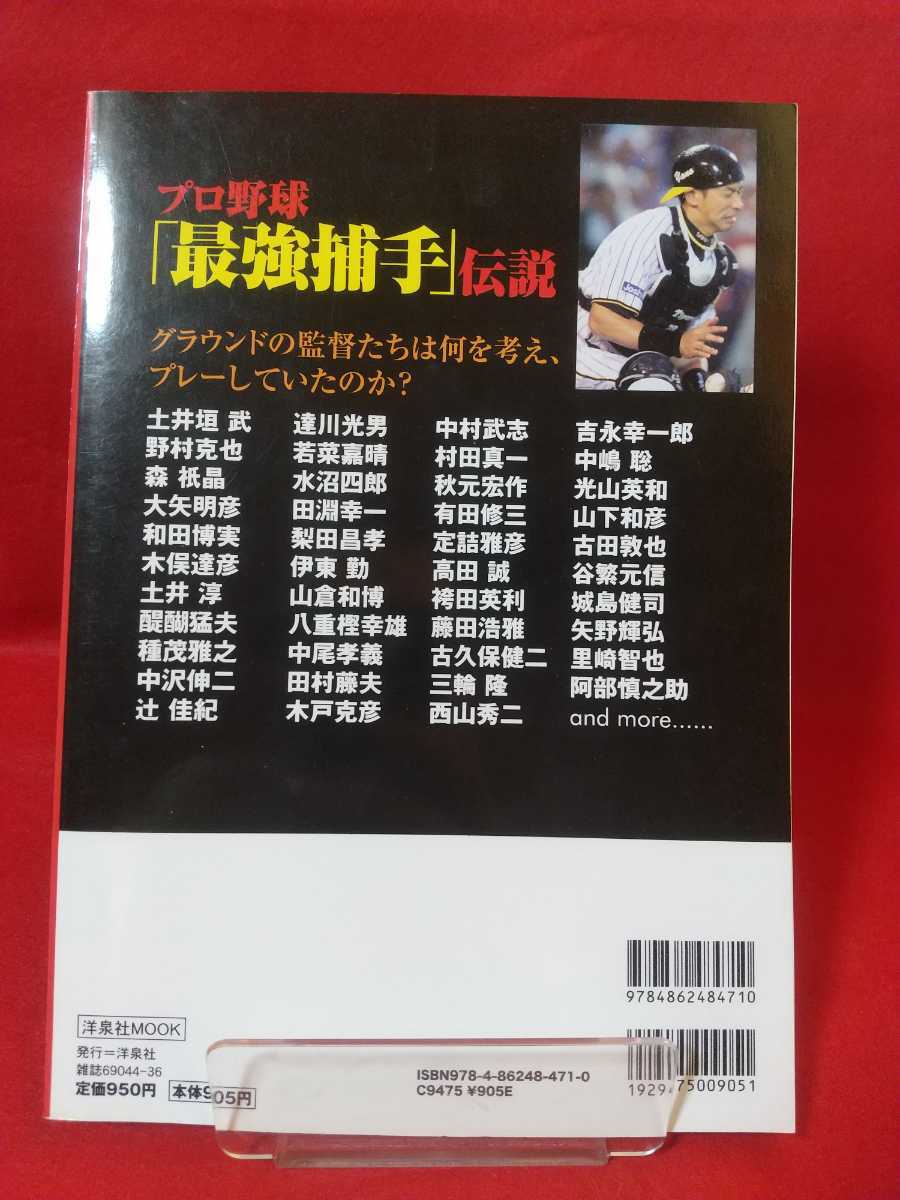 プロ野球
「最強捕手」伝説
グラウンドの監督たちは何を考え、
プレーしていたのか?
土井垣 武
野村克也
森 祇晶
大矢明彦
和田博実
木俣達彦
土井 淳
醍醐猛夫
種茂雅之
中沢伸二
辻 佳紀
達川光男
若菜嘉晴
水沼四郎
田淵幸一
梨田昌孝
伊東 勤
山倉和博
八重樫幸雄
中尾孝義
田村藤夫
木戸克彦
中村武志
村田真一
秋元宏作
有田修三
定詰雅彦
高田 誠
袴田英利
藤田浩雅
古久保健二
三輪 隆
西山秀二
吉永幸一郎
中嶋 聡
光山英和
山下和彦
古田敦也
谷繁元信
城島健司
矢野輝弘
里崎智也
阿部慎之助
and more......
9784862484710
洋泉社MOOK
発行=洋泉社
雑誌69044-36
定価950円
本体905円
ISBN978-4-86248-471-0
C9475 ¥905E
1929475009051